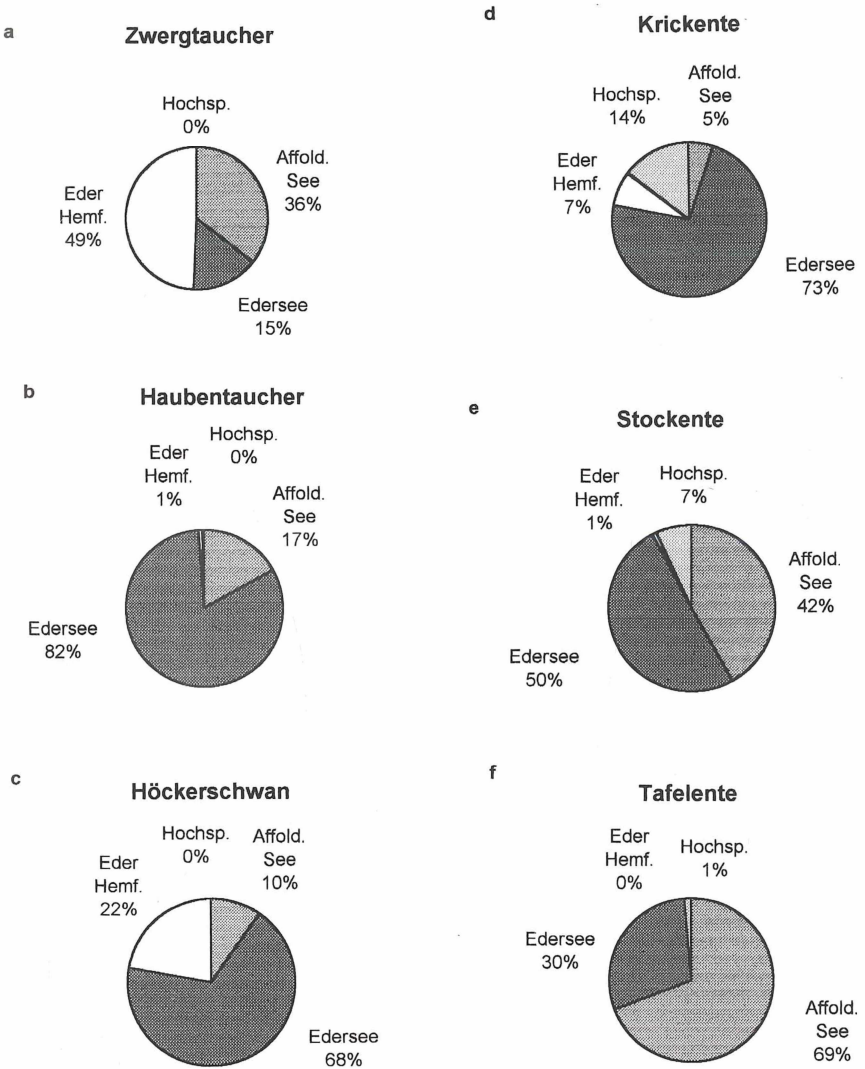 a
Zwergtaucher
Hochsp.
0%
Affold.
See
36%
Eder
Hemf.
49%
Edersee
15%
b
Haubentaucher
Hochsp.
0%
Eder
Hemf.
1%
Affold.
See
17%
Edersee
82%
c
Höckerschwan
Hochsp.
0%
Affold.
See
10%
Eder
Hemf.
22%
Edersee
68%
d
Krickente
Affold.
See
5%
Hochsp.
14%
Eder
Hemf.
7%
Edersee
73%
e
Stockente
Eder
Hemf.
1%
Hochsp.
7%
Affold.
See
42%
Edersee
50%
f
Tafelente
Eder
Hemf.
0%
Hochsp.
1%
Edersee
30%
Affold.
See
69%